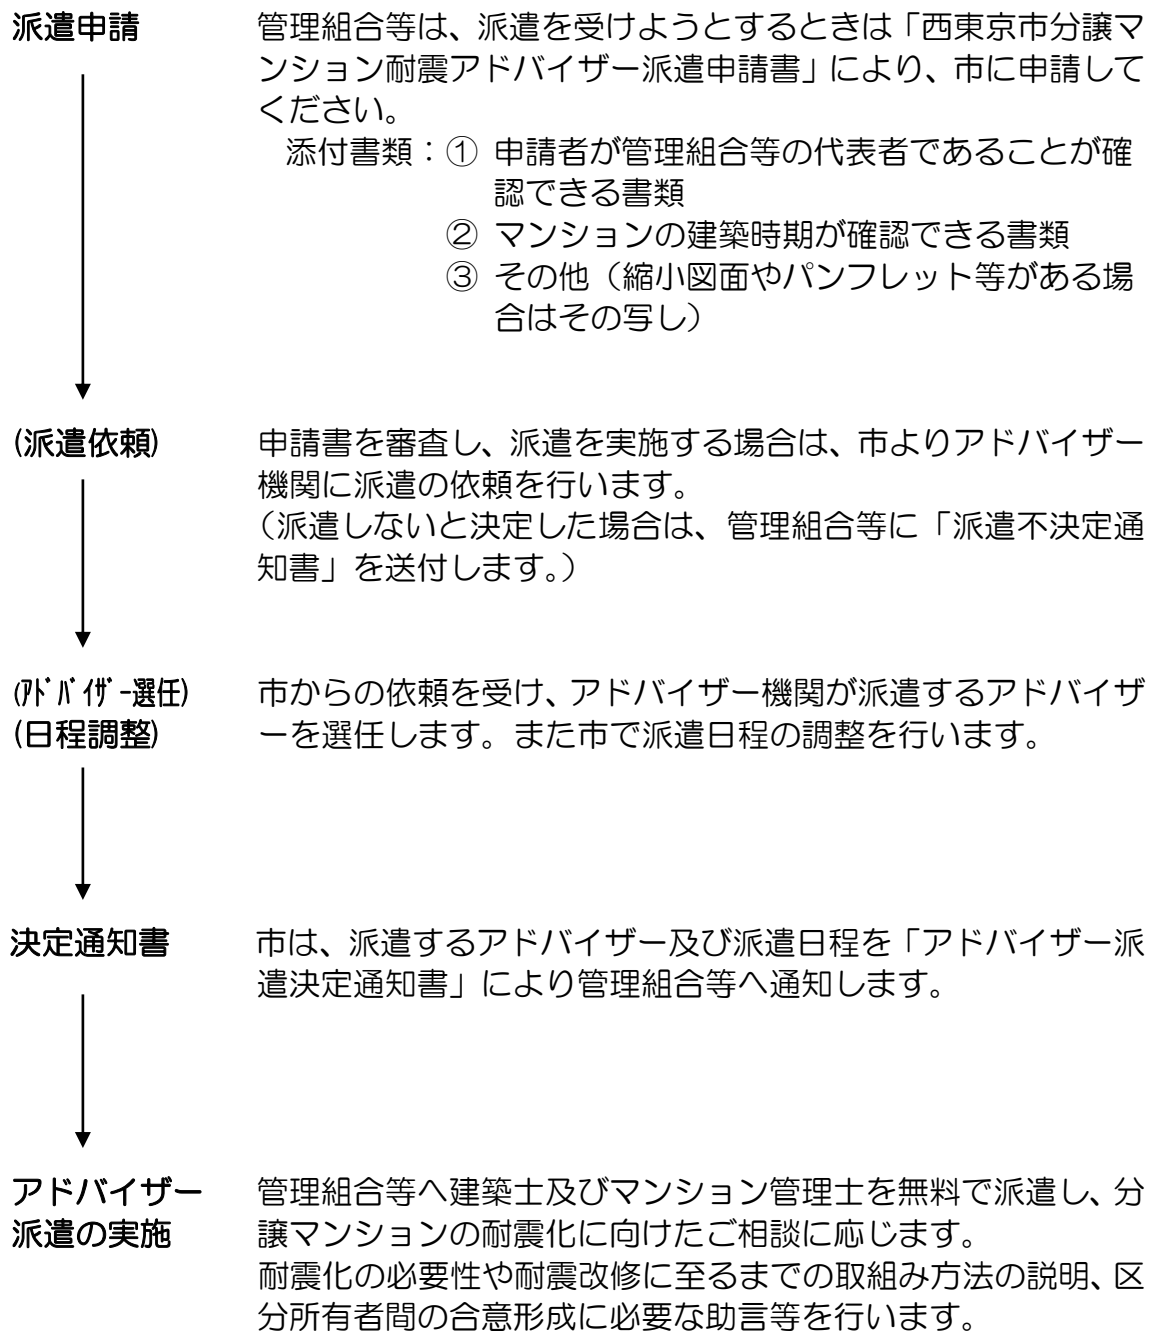 派遣申請
管理組合等は、派遣を受けようとするときは「西東京市分譲マ
ンション耐震アドバイザー派遣申請書」により、市に申請して
ください。
添付書類：① 申請者が管理組合等の代表者であることが確
認できる書類
② マンションの建築時期が確認できる書類
③ その他（縮小図面やパンフレット等がある場
合はその写し）
(派遣依頼)
申請書を審査し、派遣を実施する場合は、市よりアドバイザー
機関に派遣の依頼を行います。
（派遣しないと決定した場合は、管理組合等に「派遣不決定通
知書」を送付します。）
(ｱﾄﾞﾊﾞｲｻﾞｰ選任)
(日程調整)
市からの依頼を受け、アドバイザー機関が派遣するアドバイザ
ーを選任します。また市で派遣日程の調整を行います。
決定通知書
市は、派遣するアドバイザー及び派遣日程を「アドバイザー派
遣決定通知書」により管理組合等へ通知します。
アドバイザー
派遣の実施
管理組合等へ建築士及びマンション管理士を無料で派遣し、分
譲マンションの耐震化に向けたご相談に応じます。
耐震化の必要性や耐震改修に至るまでの取組み方法の説明、区
分所有者間の合意形成に必要な助言等を行います。